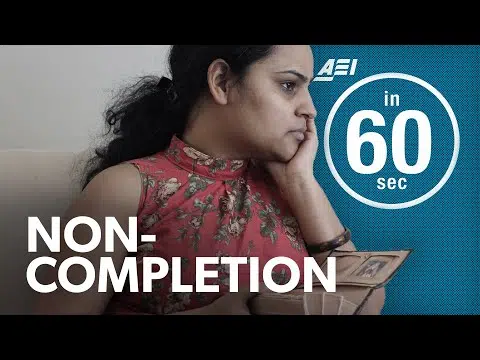 AEI
in
60
sec
NON-
COMPLETION